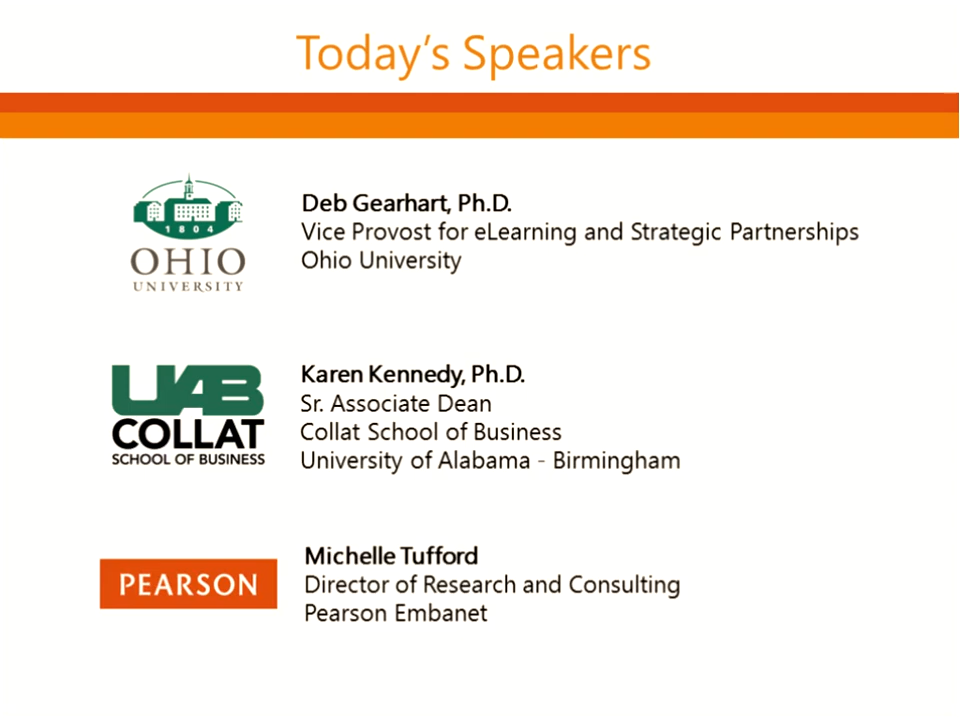 Today's Speakers
1804
OHIO
UNIVERSITY
Deb Gearhart, Ph.D.
Vice Provost for eLearning and Strategic Partnerships
Ohio University
UAB
COLLAT
SCHOOL OF BUSINESS
Karen Kennedy, Ph.D.
Sr. Associate Dean
Collat School of Business
University of Alabama - Birmingham
PEARSON
Michelle Tufford
Director of Research and Consulting
Pearson Embanet